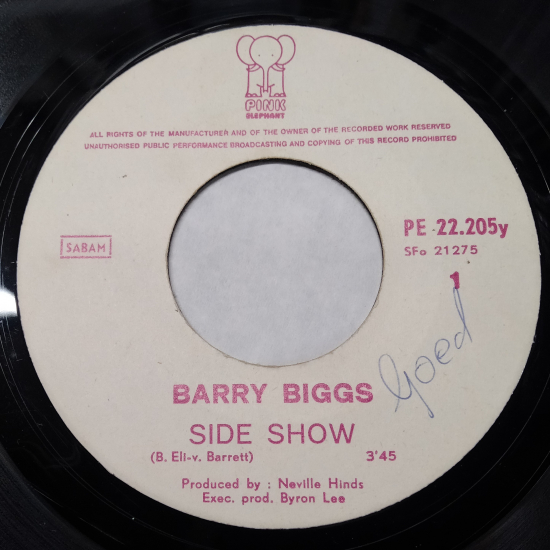 PINK
ELEPHANT
ALL RIGHTS OF THE MANUFACTURER AND OF THE OWNER OF THE RECORDED WORK RESERVED
UNAUTHORISED PUBLIC PERFORMANCE BROADCASTING AND COPYING OF THIS RECORD PROHIBITED
SABAM
PE 22.205y
SFo 21275
1
Goed
BARRY BIGGS
SIDE SHOW
(B. Eli-v. Barrett) 3'45
Produced by : Neville Hinds
Exec. prod. Byron Lee